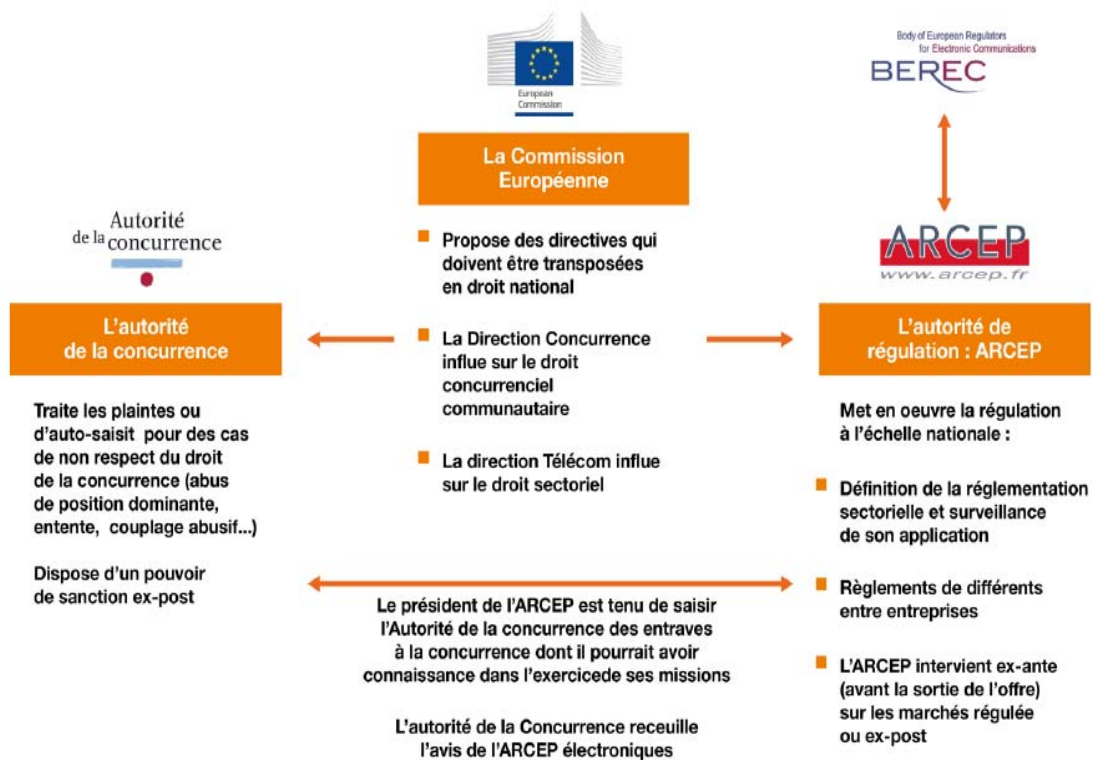 European
Commission
Body of European Regulators
for Electronic Communications
BEREC
La Commission
Européenne
Propose des directives qui
doivent être transposées
en droit national
La Direction Concurrence
influe sur le droit
concurrenciel
communautaire
La direction Télécom influe
sur le droit sectoriel
Autorité
de la concurrence
L'autorité
de la concurrence
Traite les plaintes ou
d'auto-saisit pour des cas
de non respect du droit
de la concurrence (abus
de position dominante,
entente, couplage abusif...)
Dispose d'un pouvoir
de sanction ex-post
ARCEP
www.arcep.fr
L'autorité de
régulation : ARCEP
Met en oeuvre la régulation
à l'échelle nationale :
Définition de la réglementation
sectorielle et surveillance
de son application
Règlements de différents
entre entreprises
L'ARCEP intervient ex-ante
(avant la sortie de l'offre)
sur les marchés régulée
ou ex-post
Le président de l'ARCEP est tenu de saisir
l'Autorité de la concurrence des entraves
à la concurrence dont il pourrait avoir
connaissance dans l'exercicede ses missions
L'autorité de la Concurrence receuille
l'avis de l'ARCEP électroniques